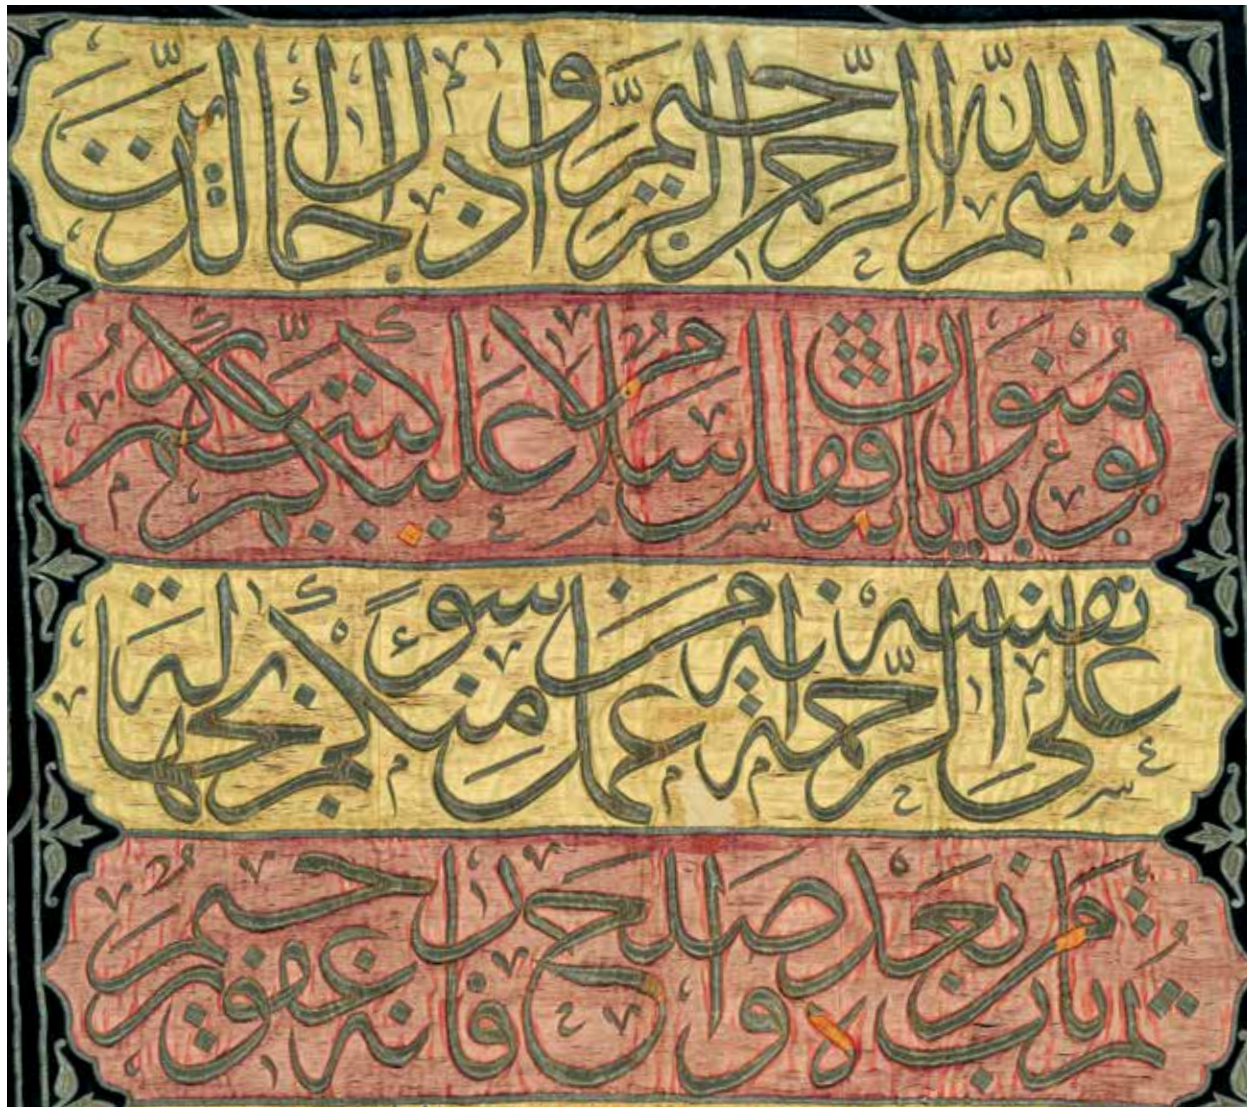 بسم الله الرحمن الرحيم واذا جاءك الذين
يؤمنون باياتنا فقل سلام عليكم كتب ربكم
على نفسه الرحمة انه من عمل منكم سوءا بجهالة
ثم تاب من بعده واصلح فانه غفور رحيم